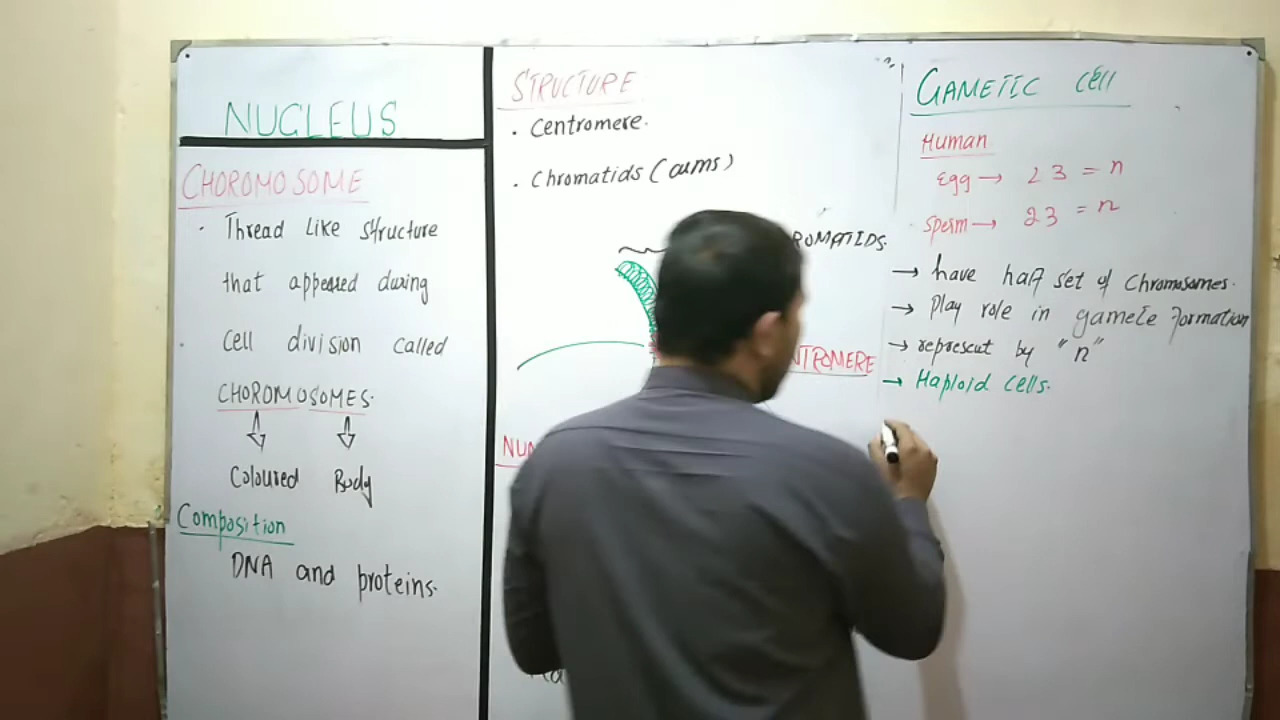 NUCLEUS
CHOROMOSOME
. Thread Like Structure
that appeared during
. Cell division called
CHOROMOSOMES.
Coloured Body
Composition
DNA and proteins.
STRUCTURE
. Centromere.
. Chromatids (arms)
ROMATIDS.
NTROMERE
GAMETIC cell
Human
Egg → 23 = n
. Sperm → 23 = n
→ have half set of Chromosomes.
→ Play role in gamete Formation
→ represent by "n"
→ Haploid cells.